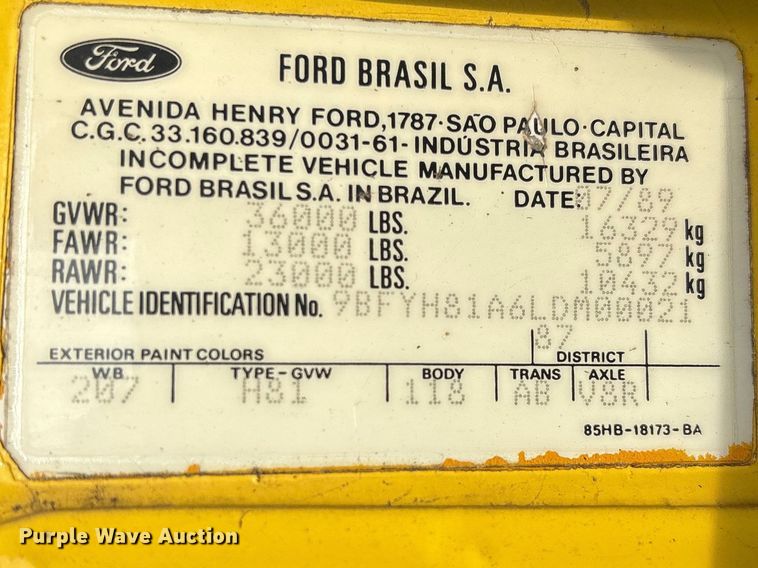 Ford
FORD BRASIL S.A.
AVENIDA HENRY FORD,1787·SAO PAULO·CAPITAL
C.G.C.33.160.839/0031-61-INDÚSTRIA BRASILEIRA
INCOMPLETE VEHICLE MANUFACTURED BY
FORD BRASIL S.A. IN BRAZIL. DATE: 07/89
GVWR: 36000 LBS. 16329 kg
FAWR: 13000 LBS. 5897 kg
RAWR: 23000 LBS. 10432 kg
VEHICLE IDENTIFICATION No. 9BFYH81A6LDM00021
87
EXTERIOR PAINT COLORS DISTRICT
W.B. TYPE-GVW BODY TRANS AXLE
207 H81 118 AB V8R
85HB-18173-BA
Purple Wave Auction